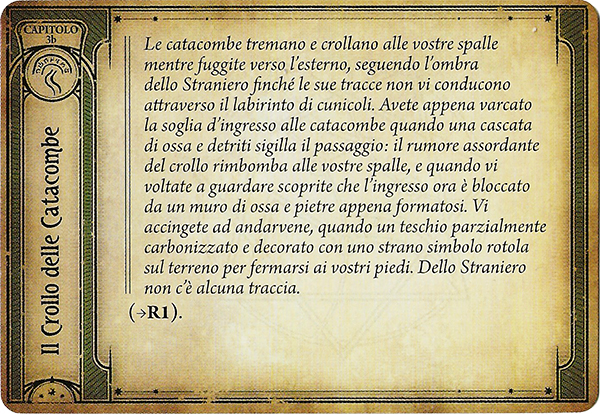 CAPITOLO
3b
Il Crollo delle Catacombe
Le catacombe tremano e crollano alle vostre spalle
mentre fuggite verso l'esterno, seguendo l'ombra
dello Straniero finché le sue tracce non vi conducono
attraverso il labirinto di cunicoli. Avete appena varcato
la soglia d'ingresso alle catacombe quando una cascata
di ossa e detriti sigilla il passaggio: il rumore assordante
del crollo rimbomba alle vostre spalle, e quando vi
voltate a guardare scoprite che l'ingresso ora è bloccato
da un muro di ossa e pietre appena formatosi. Vi
accingete ad andarvene, quando un teschio parzialmente
carbonizzato e decorato con uno strano simbolo rotola
sul terreno per fermarsi ai vostri piedi. Dello Straniero
non c'è alcuna traccia.
(→R1).